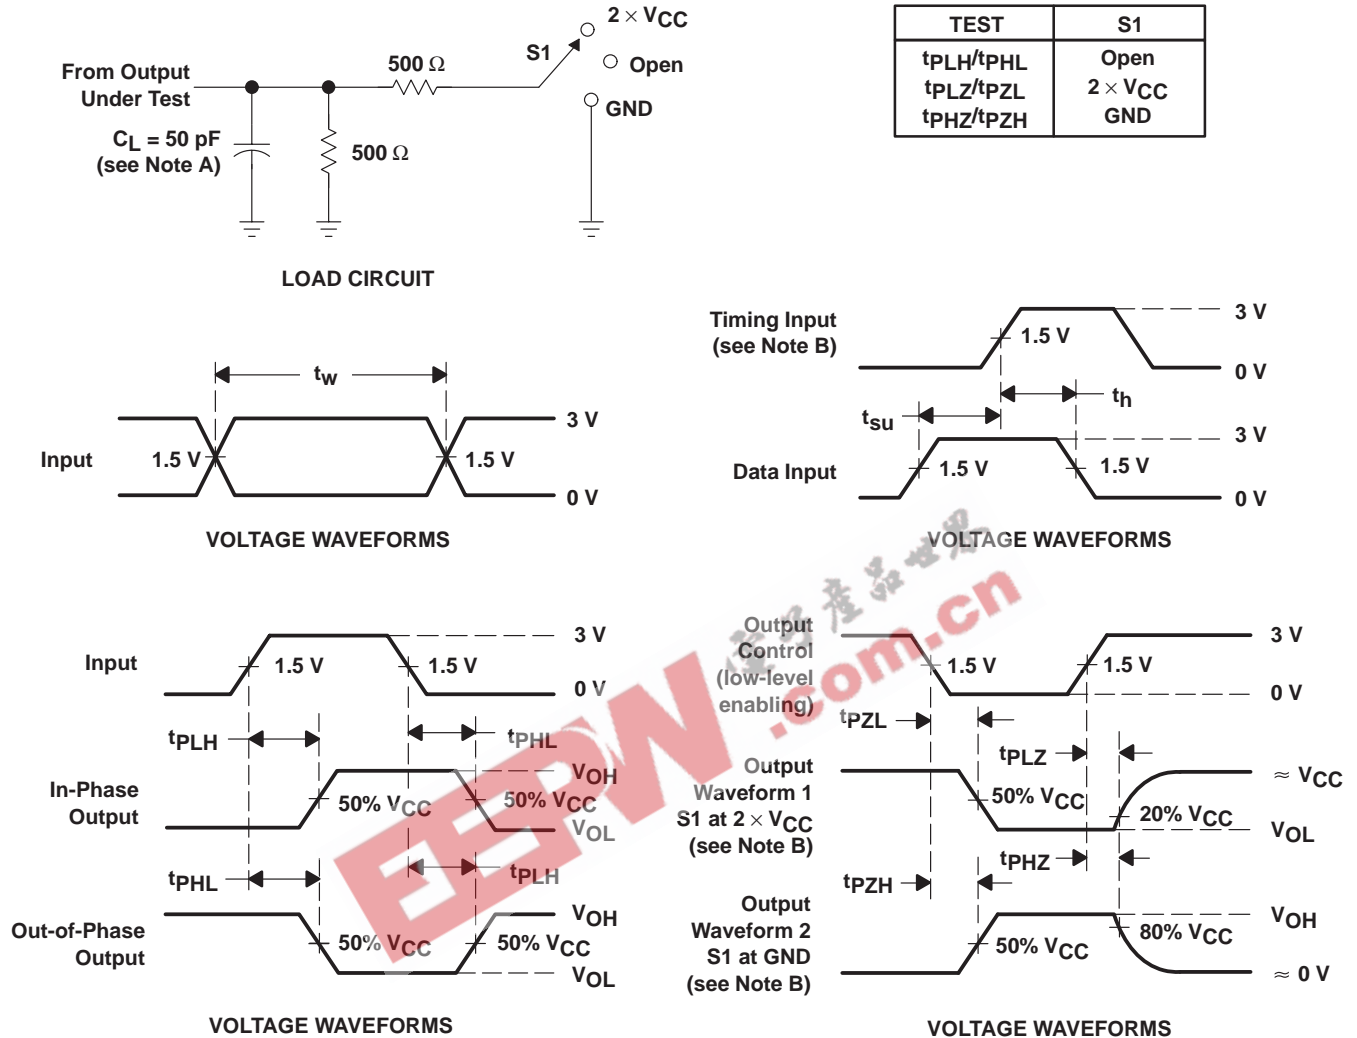 2 × VCC
S1
Open
GND
500 Ω
From Output
Under Test
CL = 50 pF
(see Note A)
500 Ω
LOAD CIRCUIT
TEST S1
tPLH/tPHL Open
tPLZ/tPZL 2 × VCC
tPHZ/tPZH GND
tw
Input
1.5 V
1.5 V
3 V
0 V
VOLTAGE WAVEFORMS
Timing Input
(see Note B)
1.5 V
3 V
0 V
tsu
th
Data Input
1.5 V
1.5 V
3 V
0 V
VOLTAGE WAVEFORMS
Input
1.5 V
1.5 V
3 V
0 V
tPLH
tPHL
In-Phase
Output
50% VCC
50% VCC
VOH
VOL
tPHL
tPLH
Out-of-Phase
Output
50% VCC
50% VCC
VOH
VOL
VOLTAGE WAVEFORMS
Output
Control
(low-level
enabling)
1.5 V
1.5 V
3 V
0 V
tPZL
tPLZ
Output
Waveform 1
S1 at 2 × VCC
(see Note B)
50% VCC
20% VCC
≈ VCC
VOL
tPZH
tPHZ
Output
Waveform 2
S1 at GND
(see Note B)
50% VCC
80% VCC
VOH
≈ 0 V
VOLTAGE WAVEFORMS
EEPW
.com.cn
電子產品世界